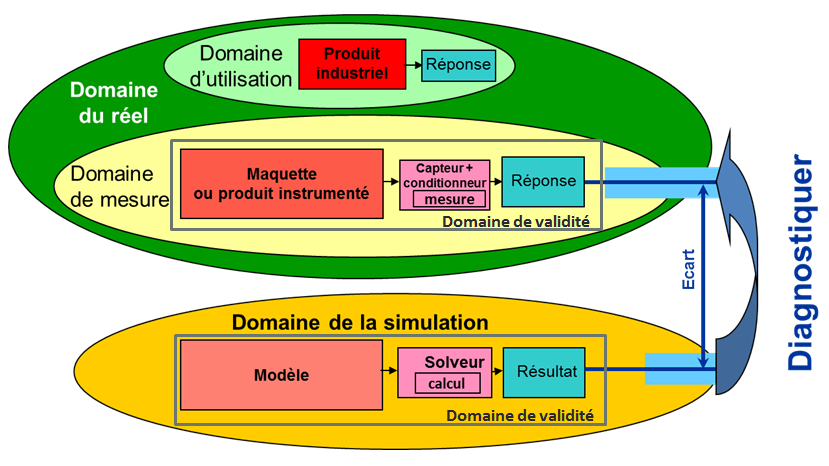 Domaine
d'utilisation
Produit
industriel
Réponse
Domaine
du réel
Domaine
de mesure
Maquette
ou produit instrumenté
Capteur +
conditionneur
mesure
Réponse
Domaine de validité
Ecart
Diagnostiquer
Domaine de la simulation
Modèle
Solveur
calcul
Résultat
Domaine de validité